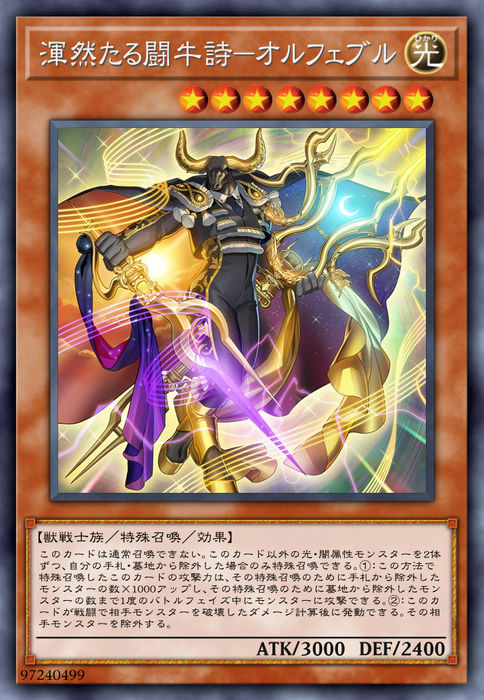 渾然たる闘牛詩-オルフェブル
ひかり
光
【獣戦士族／特殊召喚／効果】
このカードは通常召喚できない。このカード以外の光・闇属性モンスターを2体
ずつ、自分の手札・墓地から除外した場合のみ特殊召喚できる。①：この方法で
特殊召喚したこのカードの攻撃力は、その特殊召喚のために手札から除外した
モンスターの数×1000アップし、その特殊召喚のために墓地から除外したモン
スターの数まで1度のバトルフェイズ中にモンスターに攻撃できる。②：このカー
ドが戦闘で相手モンスターを破壊したダメージ計算後に発動できる。その相
手モンスターを除外する。
ATK/3000 DEF/2400
97240499